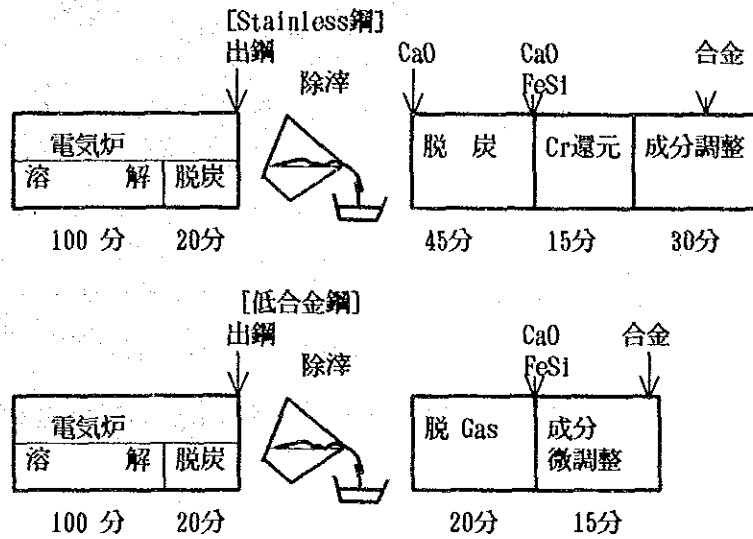 [Stainless鋼]
出鋼
除滓
CaO
CaO
FeSi
合金
電気炉
溶 解
脱炭
脱 炭
Cr還元
成分調整
100 分
20分
45分
15分
30分
[低合金鋼]
出鋼
除滓
CaO
FeSi
合金
電気炉
溶 解
脱炭
脱 Gas
成分
微調整
100 分
20分
20分
15分